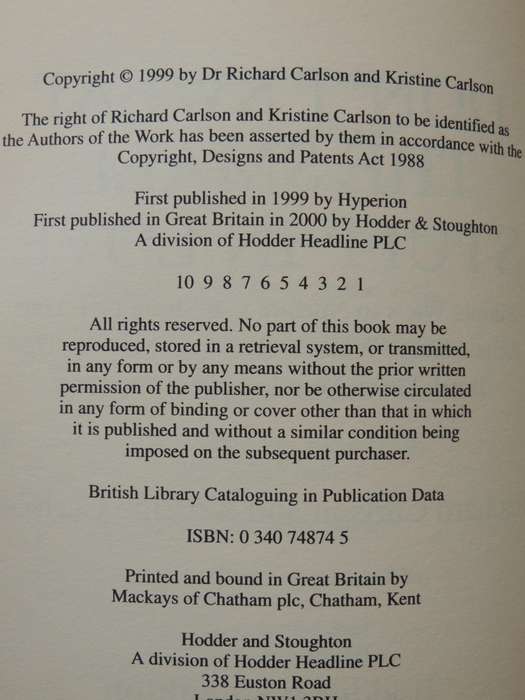 Copyright © 1999 by Dr Richard Carlson and Kristine Carlson
The right of Richard Carlson and Kristine Carlson to be identified as
the Authors of the Work has been asserted by them in accordance with the
Copyright, Designs and Patents Act 1988
First published in 1999 by Hyperion
First published in Great Britain in 2000 by Hodder & Stoughton
A division of Hodder Headline PLC
10 9 8 7 6 5 4 3 2 1
All rights reserved. No part of this book may be
reproduced, stored in a retrieval system, or transmitted,
in any form or by any means without the prior written
permission of the publisher, nor be otherwise circulated
in any form of binding or cover other than that in which
it is published and without a similar condition being
imposed on the subsequent purchaser.
British Library Cataloguing in Publication Data
ISBN: 0 340 74874 5
Printed and bound in Great Britain by
Mackays of Chatham plc, Chatham, Kent
Hodder and Stoughton
A division of Hodder Headline PLC
338 Euston Road
London NW1 3BH